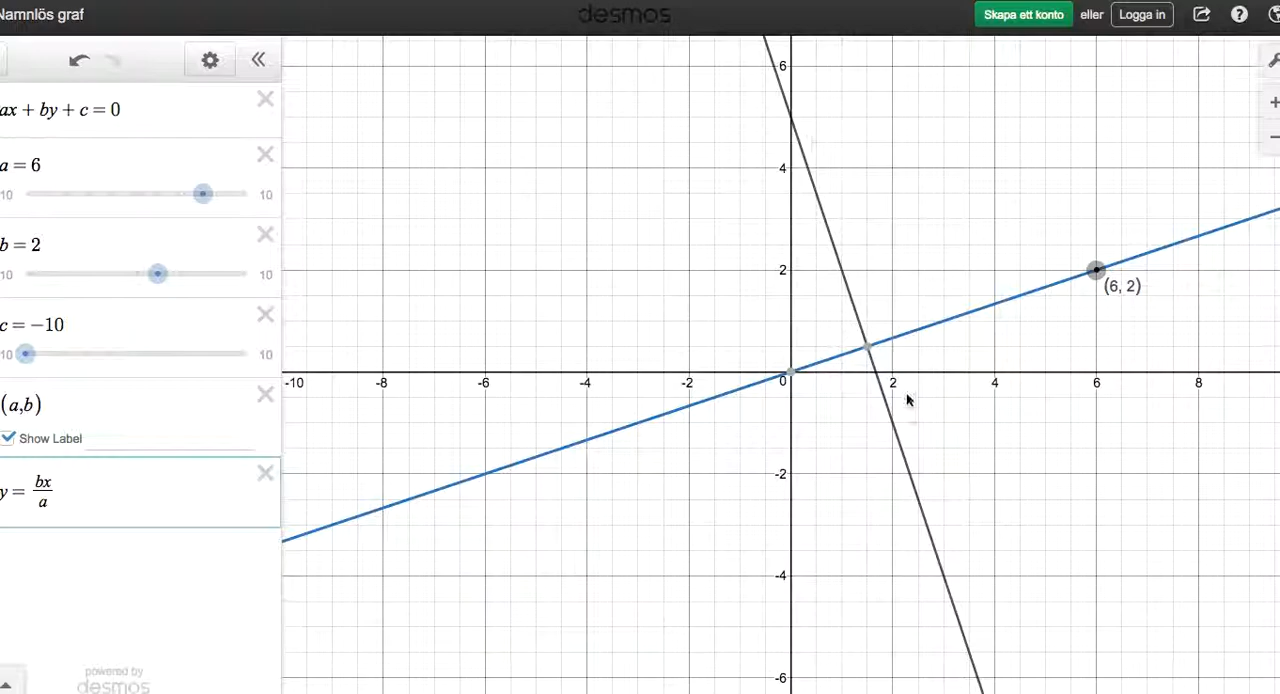 Namnlös graf
desmos
Skapa ett konto eller Logga in
ax + by + c = 0
a = 6
10 10
b = 2
10 10
c = −10
10 10
(a,b)
Show Label
y = bx/a
powered by
desmos
6
4
2
(6, 2)
-10 -8 -6 -4 -2 0 2 4 6 8
-2
-4
-6